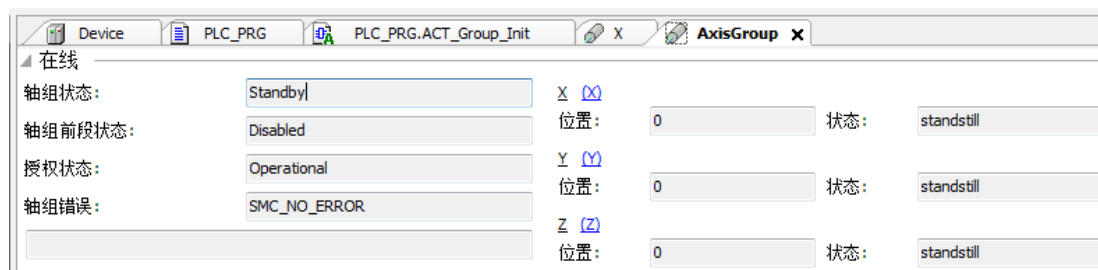 Device PLC_PRG PLC_PRG.ACT_Group_Init X AxisGroup
在线
轴组状态: Standby
轴组前段状态: Disabled
授权状态: Operational
轴组错误: SMC_NO_ERROR
X (X)
位置: 0 状态: standstill
Y (Y)
位置: 0 状态: standstill
Z (Z)
位置: 0 状态: standstill